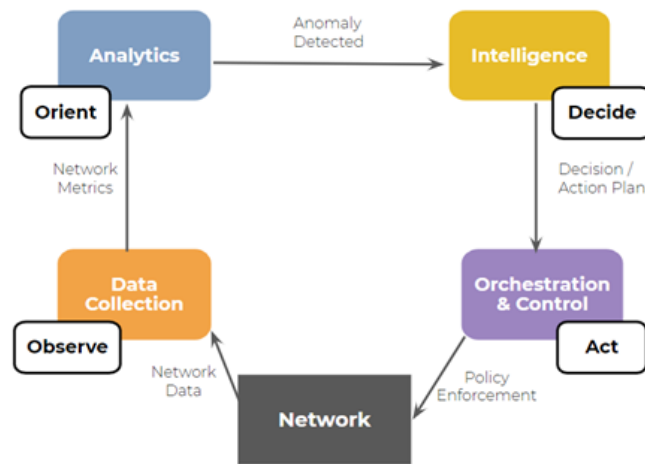 Anomaly
Detected
Analytics
Intelligence
Orient
Decide
Network
Metrics
Decision /
Action Plan
Data
Collection
Orchestration
& Control
Observe
Act
Network
Data
Policy
Enforcement
Network